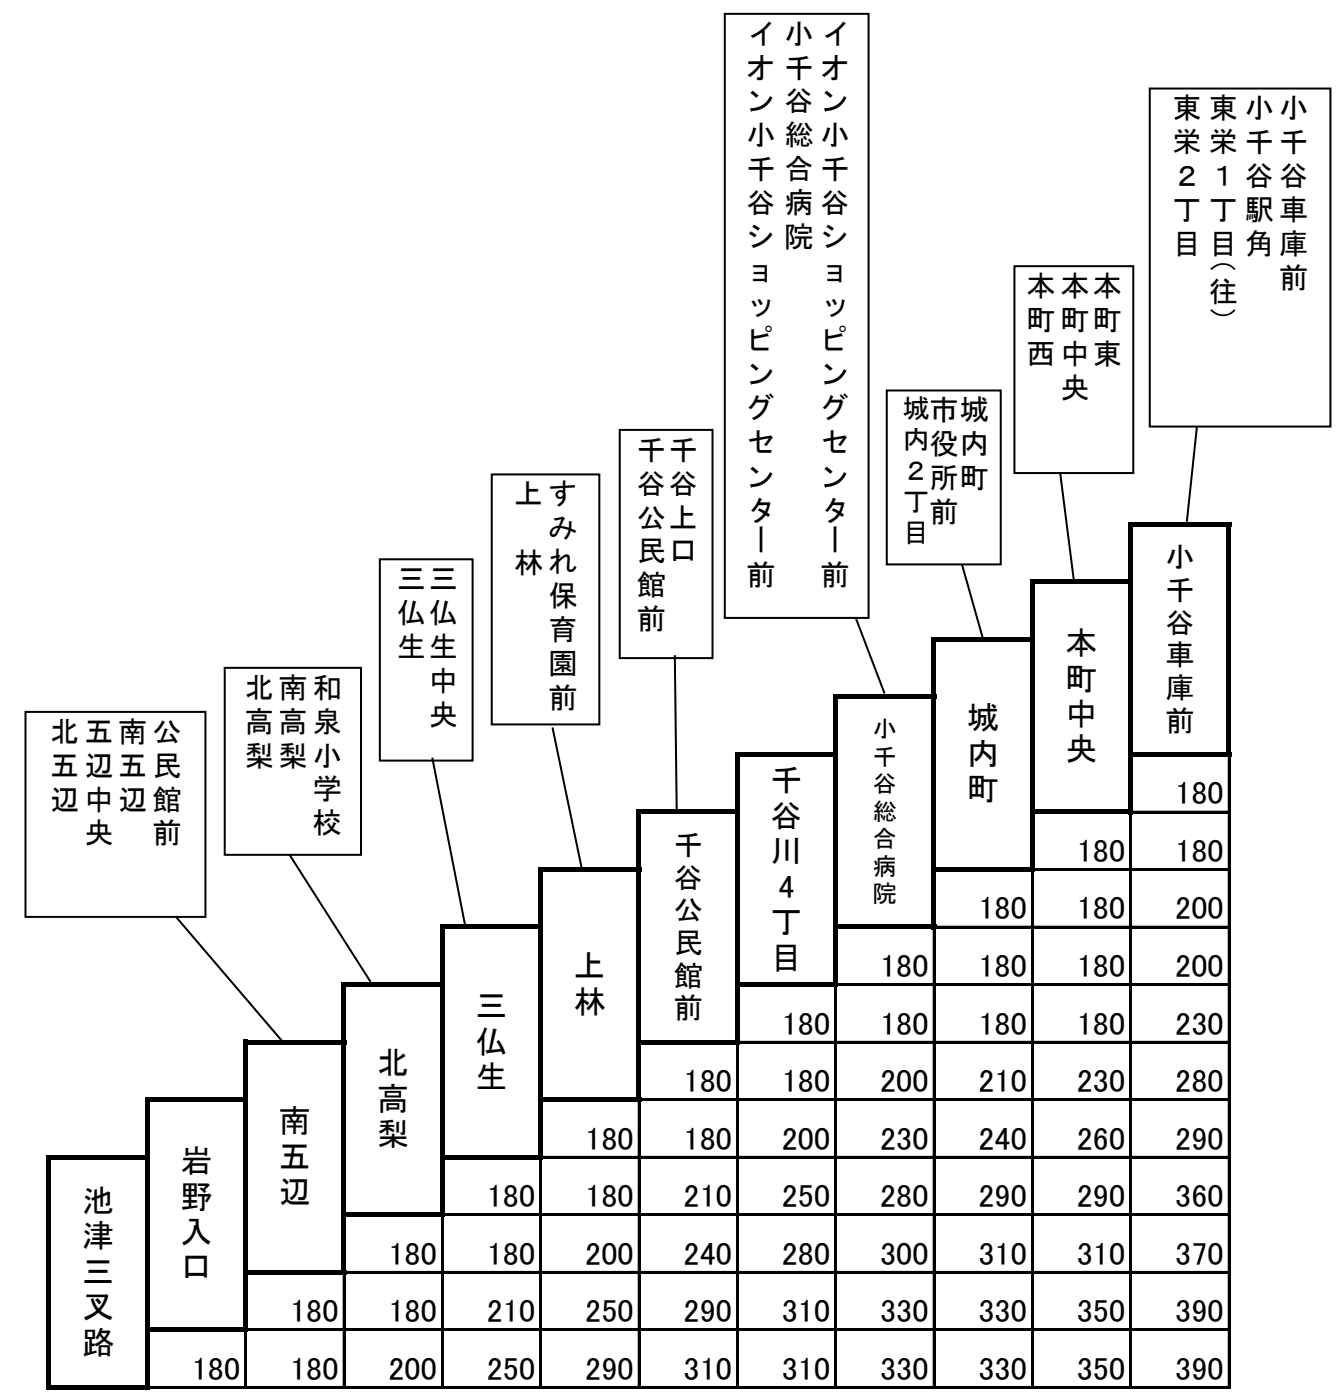 イオン小千谷ショッピングセンター前
小千谷総合病院
イオン小千谷ショッピングセンター前
小千谷車庫前
小千谷駅角
東栄1丁目(往)
東栄2丁目
本町東
本町中央
本町西
城内町
市役所前
城内2丁目
千谷上口
千谷公民館前
すみれ保育園前
上林
三仏生中央
三仏生
和泉小学校
南高梨
北高梨
公民館前
南五辺
五辺中央
北五辺
小千谷車庫前
本町中央
城内町
小千谷総合病院
千谷川4丁目
千谷公民館前
上林
三仏生
北高梨
南五辺
岩野入口
池津三叉路
180
180 180
180 180 200
180 180 180 200
180 180 180 180 230
180 180 200 210 230 280
180 180 200 230 240 260 290
180 180 210 250 280 290 290 360
180 180 200 240 280 300 310 310 370
180 180 210 250 290 310 330 330 350 390
180 180 200 250 290 310 310 330 330 350 390